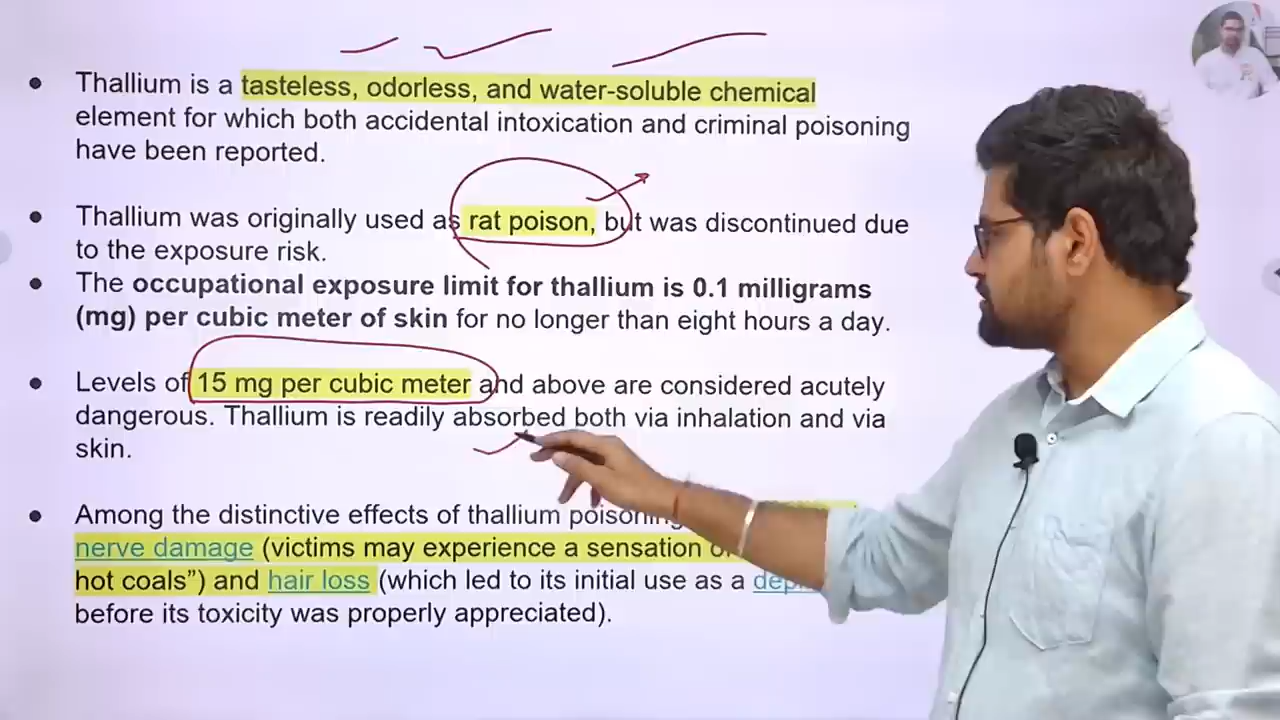 Thallium is a tasteless, odorless, and water-soluble chemical
element for which both accidental intoxication and criminal poisoning
have been reported.
Thallium was originally used as rat poison, but was discontinued due
to the exposure risk.
The occupational exposure limit for thallium is 0.1 milligrams
(mg) per cubic meter of skin for no longer than eight hours a day.
Levels of 15 mg per cubic meter and above are considered acutely
dangerous. Thallium is readily absorbed both via inhalation and via
skin.
Among the distinctive effects of thallium poisoning
nerve damage (victims may experience a sensation
hot coals”) and hair loss (which led to its initial use as a
before its toxicity was properly appreciated).